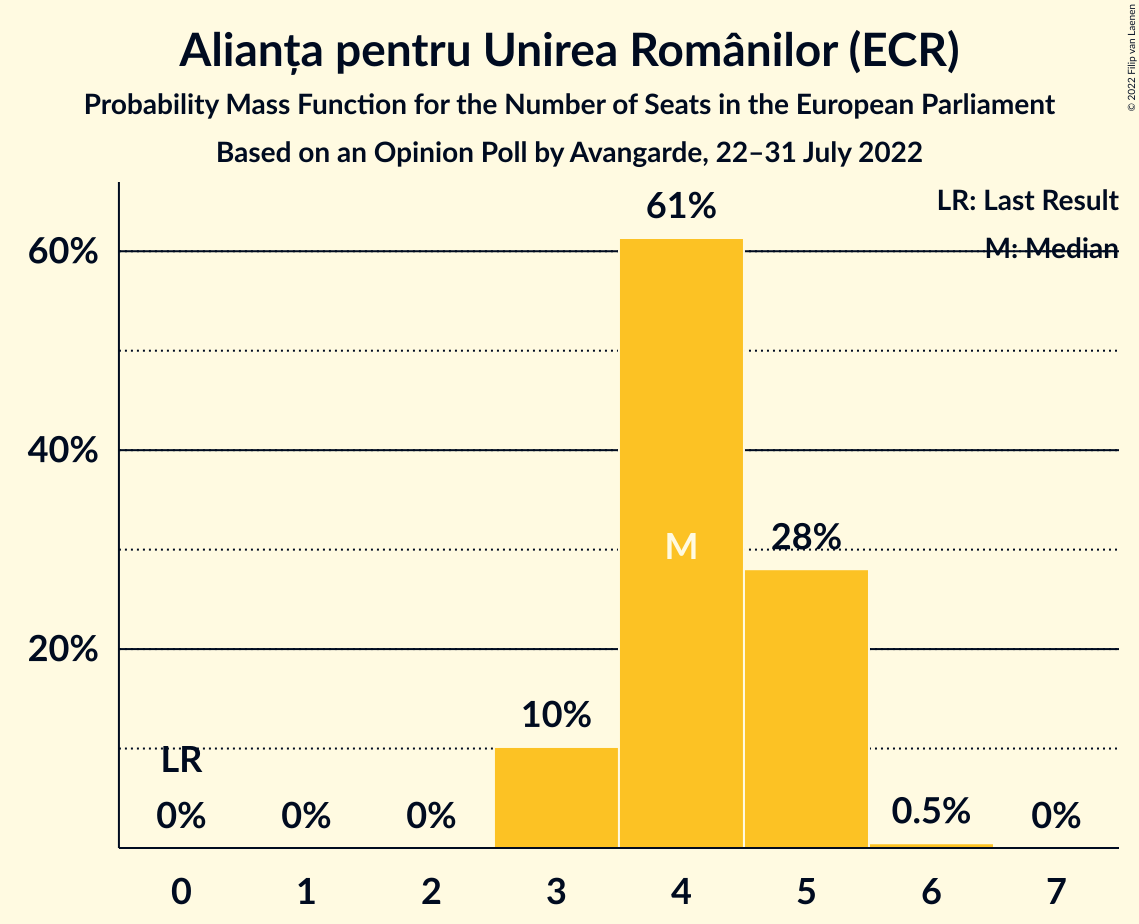 Alianța pentru Unirea Românilor (ECR)
Probability Mass Function for the Number of Seats in the European Parliament
Based on an Opinion Poll by Avangarde, 22–31 July 2022
© 2022 Filip van Laenen
LR: Last Result
M: Median
60%
40%
20%
61%
28%
10%
0.5%
M
LR
0%
0%
0%
0%
0 1 2 3 4 5 6 7